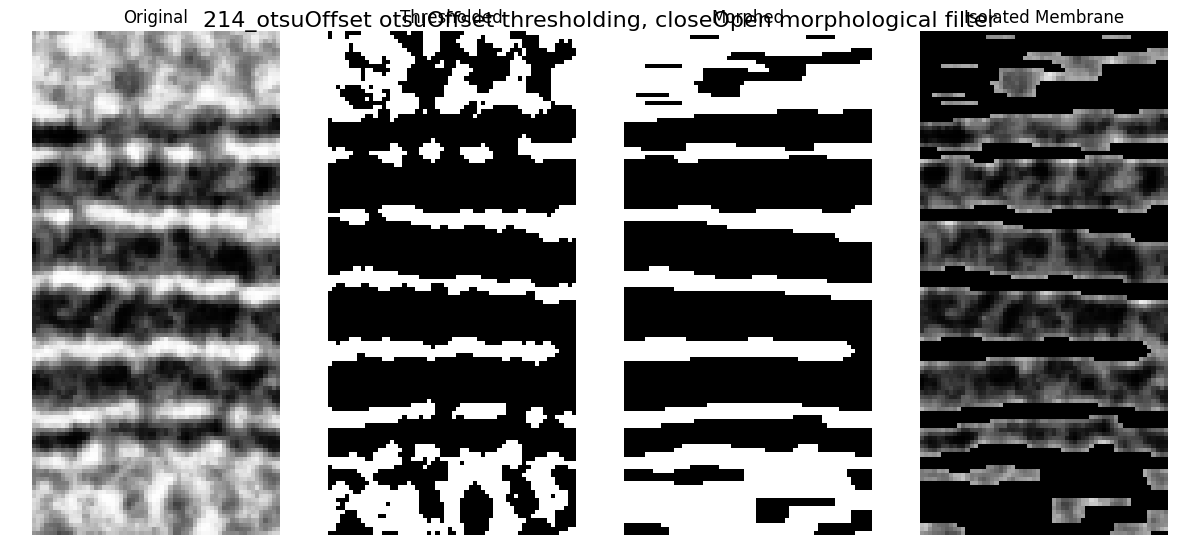 214_otsuOffset otsuOffset thresholding, closeOpen morphological filter
Original
Thresholded
Morphed
Isolated Membrane